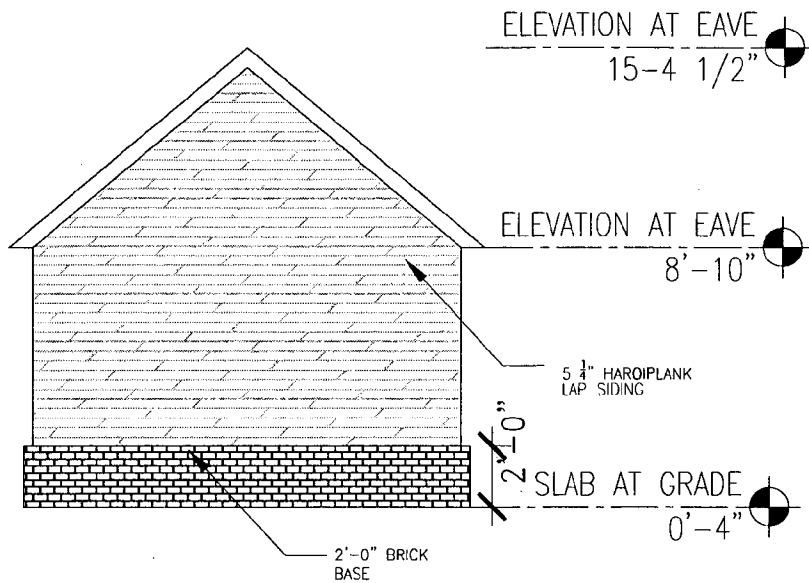 ELEVATION AT EAVE
15-4 1/2"
ELEVATION AT EAVE
8'-10"
5 1/4" HAROIPLANK
LAP SIDING
2'-0"
SLAB AT GRADE
0'-4"
2'-0" BRICK
BASE